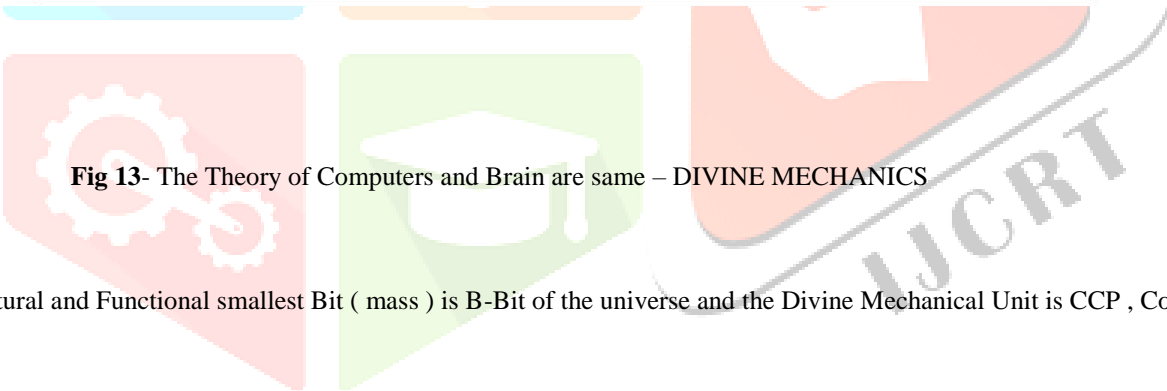 Fig 13- The Theory of Computers and Brain are same – DIVINE MECHANICS
IJCRT
tural and Functional smallest Bit ( mass ) is B-Bit of the universe and the Divine Mechanical Unit is CCP , Co